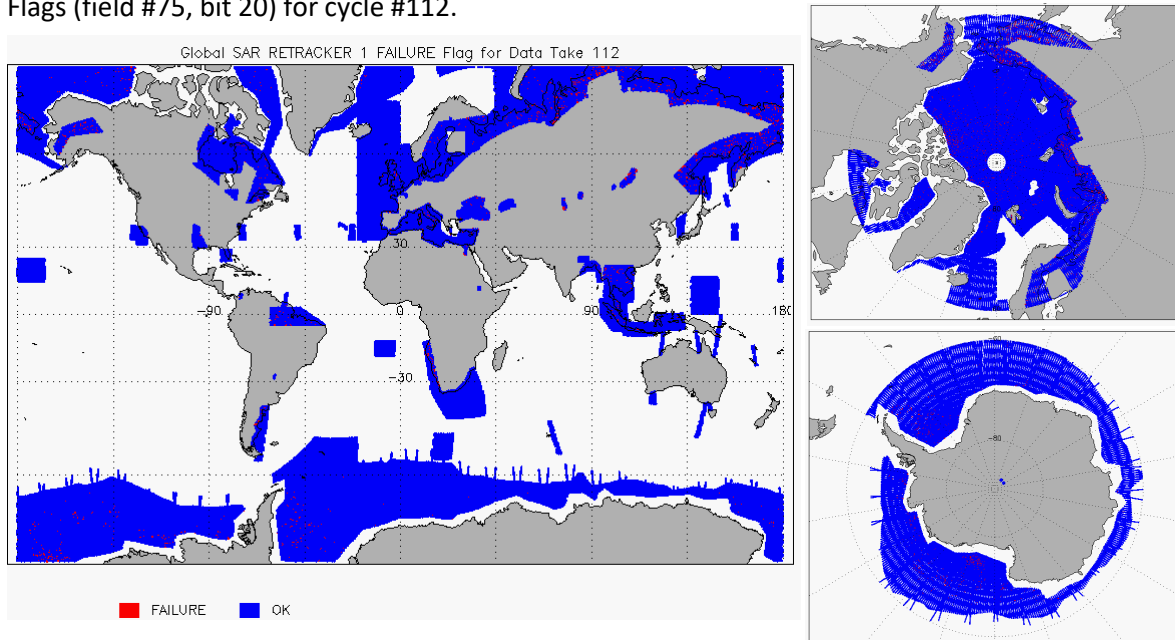 Flags (field #75, bit 20) for cycle #112.
Global SAR RETRACKER 1 FAILURE Flag for Data Take 112
30
-90 0 90 180
-30
FAILURE OK
-80